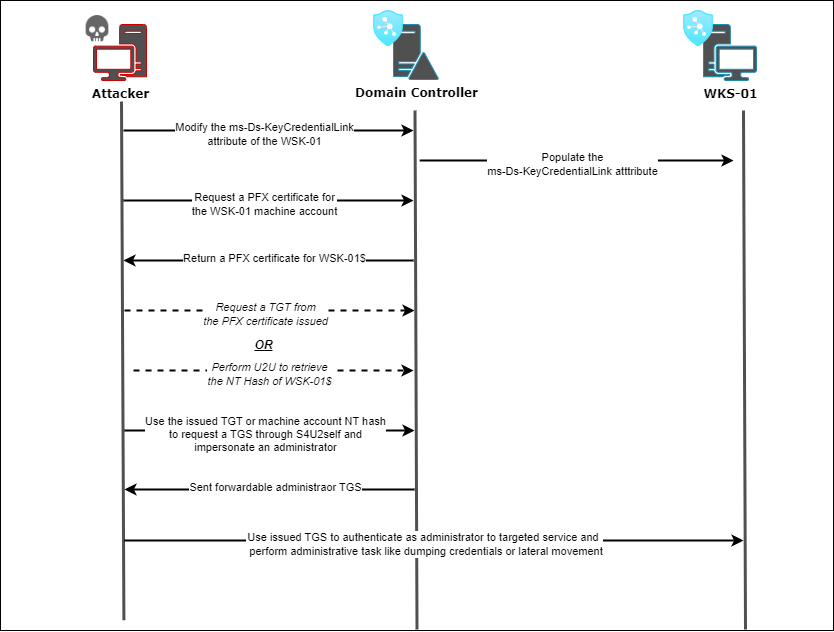 Attacker
Domain Controller
WKS-01
Modify the ms-Ds-KeyCredentialLink
attribute of the WSK-01
Populate the
ms-Ds-KeyCredentialLink atttribute
Request a PFX certificate for
the WSK-01 machine account
Return a PFX certificate for WSK-01$
Request a TGT from
the PFX certificate issued
OR
Perform U2U to retrieve
the NT Hash of WSK-01$
Use the issued TGT or machine account NT hash
to request a TGS through S4U2self and
impersonate an administrator
Sent forwardable administraor TGS
Use issued TGS to authenticate as administrator to targeted service and
perform administrative task like dumping credentials or lateral movement